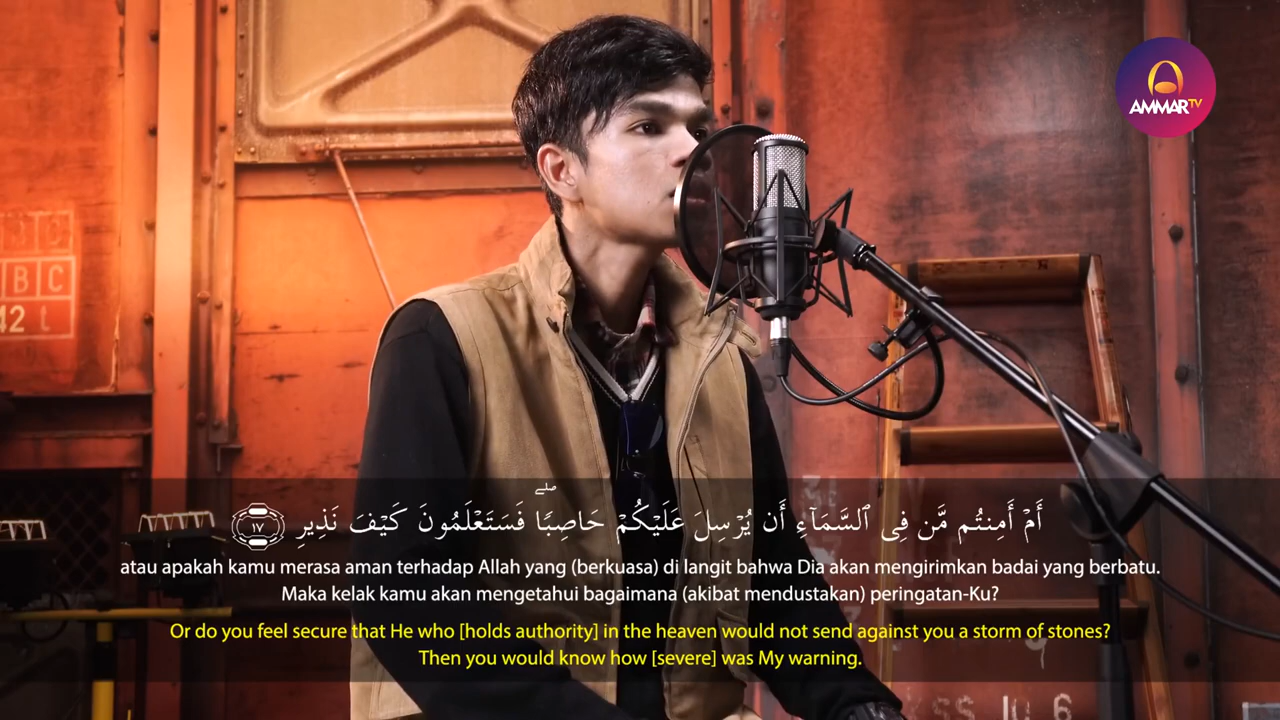 AMMAR TV
B C
42 t
أَمْ أَمِنتُم مَّن فِى ٱلسَّمَآءِ أَن يُرْسِلَ عَلَيْكُمْ حَاصِبًا ۖ فَسَتَعْلَمُونَ كَيْفَ نَذِيرِ ١٧
atau apakah kamu merasa aman terhadap Allah yang (berkuasa) di langit bahwa Dia akan mengirimkan badai yang berbatu.
Maka kelak kamu akan mengetahui bagaimana (akibat mendustakan) peringatan-Ku?
Or do you feel secure that He who [holds authority] in the heaven would not send against you a storm of stones?
Then you would know how [severe] was My warning.